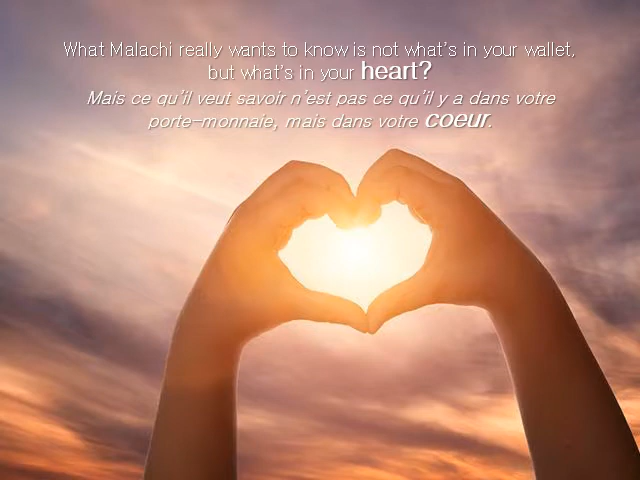 What Malachi really wants to know is not what's in your wallet,
but what's in your heart?
Mais ce qu'il veut savoir n'est pas ce qu'il y a dans votre
porte-monnaie, mais dans votre coeur.